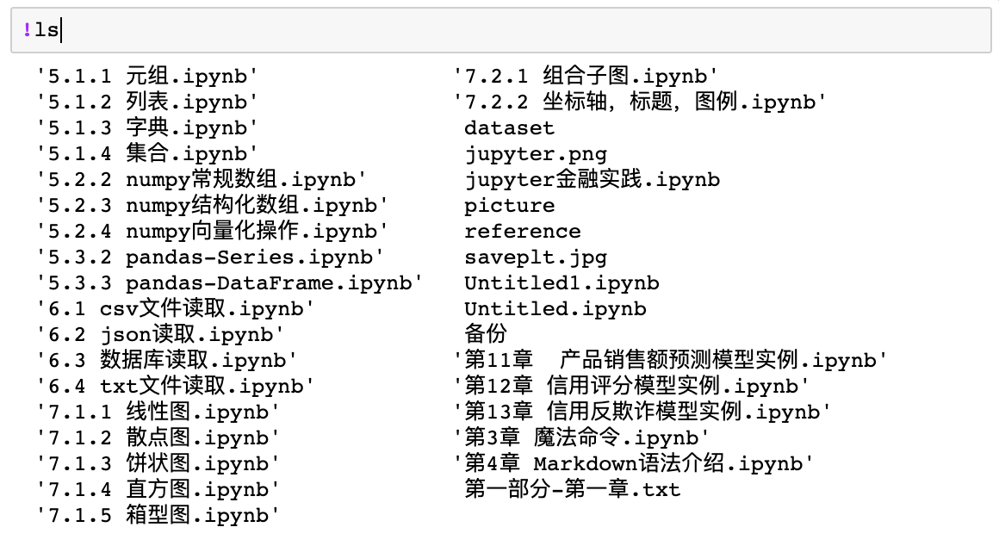 !ls
'5.1.1 元组.ipynb' '7.2.1 组合子图.ipynb'
'5.1.2 列表.ipynb' '7.2.2 坐标轴，标题，图例.ipynb'
'5.1.3 字典.ipynb' dataset
'5.1.4 集合.ipynb' jupyter.png
'5.2.2 numpy常规数组.ipynb' jupyter金融实践.ipynb
'5.2.3 numpy结构化数组.ipynb' picture
'5.2.4 numpy向量化操作.ipynb' reference
'5.3.2 pandas-Series.ipynb' saveplt.jpg
'5.3.3 pandas-DataFrame.ipynb' Untitled1.ipynb
'6.1 csv文件读取.ipynb' Untitled.ipynb
'6.2 json读取.ipynb' 备份
'6.3 数据库读取.ipynb' '第11章  产品销售额预测模型实例.ipynb'
'6.4 txt文件读取.ipynb' '第12章 信用评分模型实例.ipynb'
'7.1.1 线性图.ipynb' '第13章 信用反欺诈模型实例.ipynb'
'7.1.2 散点图.ipynb' '第3章 魔法命令.ipynb'
'7.1.3 饼状图.ipynb' '第4章 Markdown语法介绍.ipynb'
'7.1.4 直方图.ipynb' 第一部分-第一章.txt
'7.1.5 箱型图.ipynb'